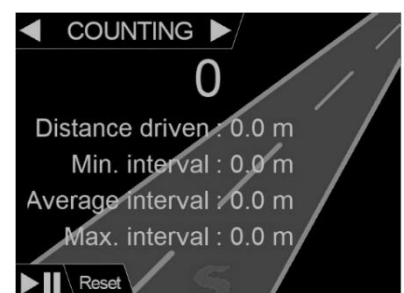 COUNTING
0
Distance driven : 0.0 m
Min. interval : 0.0 m
Average interval : 0.0 m
Max. interval : 0.0 m
Reset